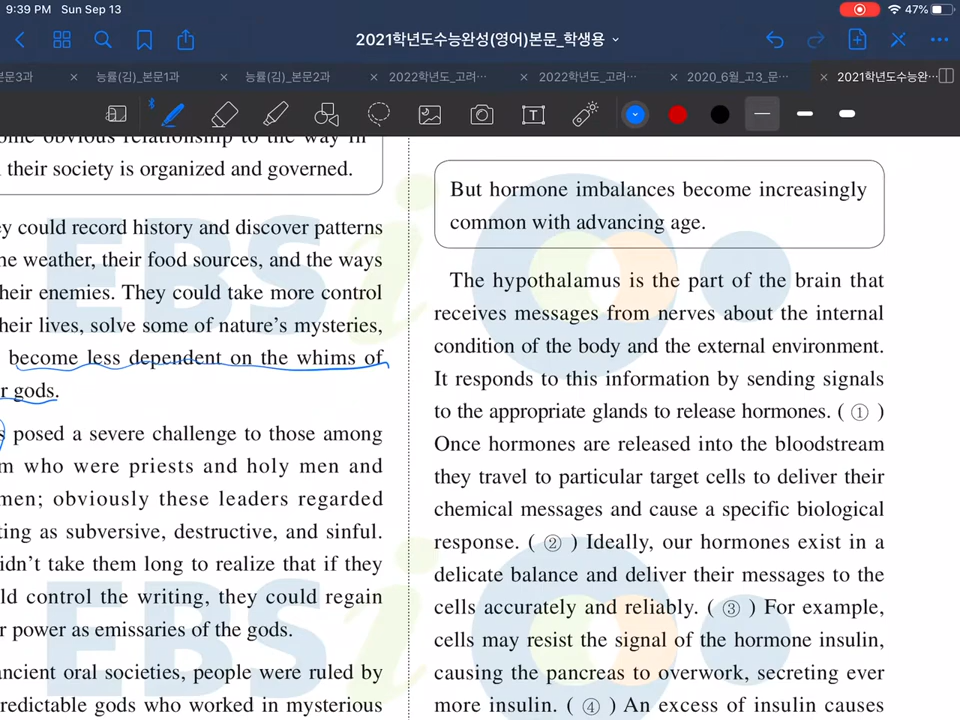 9:39 PM Sun Sep 13
47%
2021학년도수능완성(영어)본문_학생용
본문3과
능률(김)_본문1과
능률(김)_본문2과
2022학년도_고려…
2022학년도_고려…
2020_6월_고3_문…
2021학년도수능완…
T
their society is organized and governed.
ey could record history and discover patterns
he weather, their food sources, and the ways
heir enemies. They could take more control
heir lives, solve some of nature's mysteries,
become less dependent on the whims of
r gods.
s posed a severe challenge to those among
m who were priests and holy men and
men; obviously these leaders regarded
ting as subversive, destructive, and sinful.
idn't take them long to realize that if they
ld control the writing, they could regain
r power as emissaries of the gods.
ancient oral societies, people were ruled by
redictable gods who worked in mysterious
But hormone imbalances become increasingly
common with advancing age.
The hypothalamus is the part of the brain that
receives messages from nerves about the internal
condition of the body and the external environment.
It responds to this information by sending signals
to the appropriate glands to release hormones. ( ① )
Once hormones are released into the bloodstream
they travel to particular target cells to deliver their
chemical messages and cause a specific biological
response. ( ② ) Ideally, our hormones exist in a
delicate balance and deliver their messages to the
cells accurately and reliably. ( ③ ) For example,
cells may resist the signal of the hormone insulin,
causing the pancreas to overwork, secreting ever
more insulin. ( ④ ) An excess of insulin causes
EBSi
EBSi